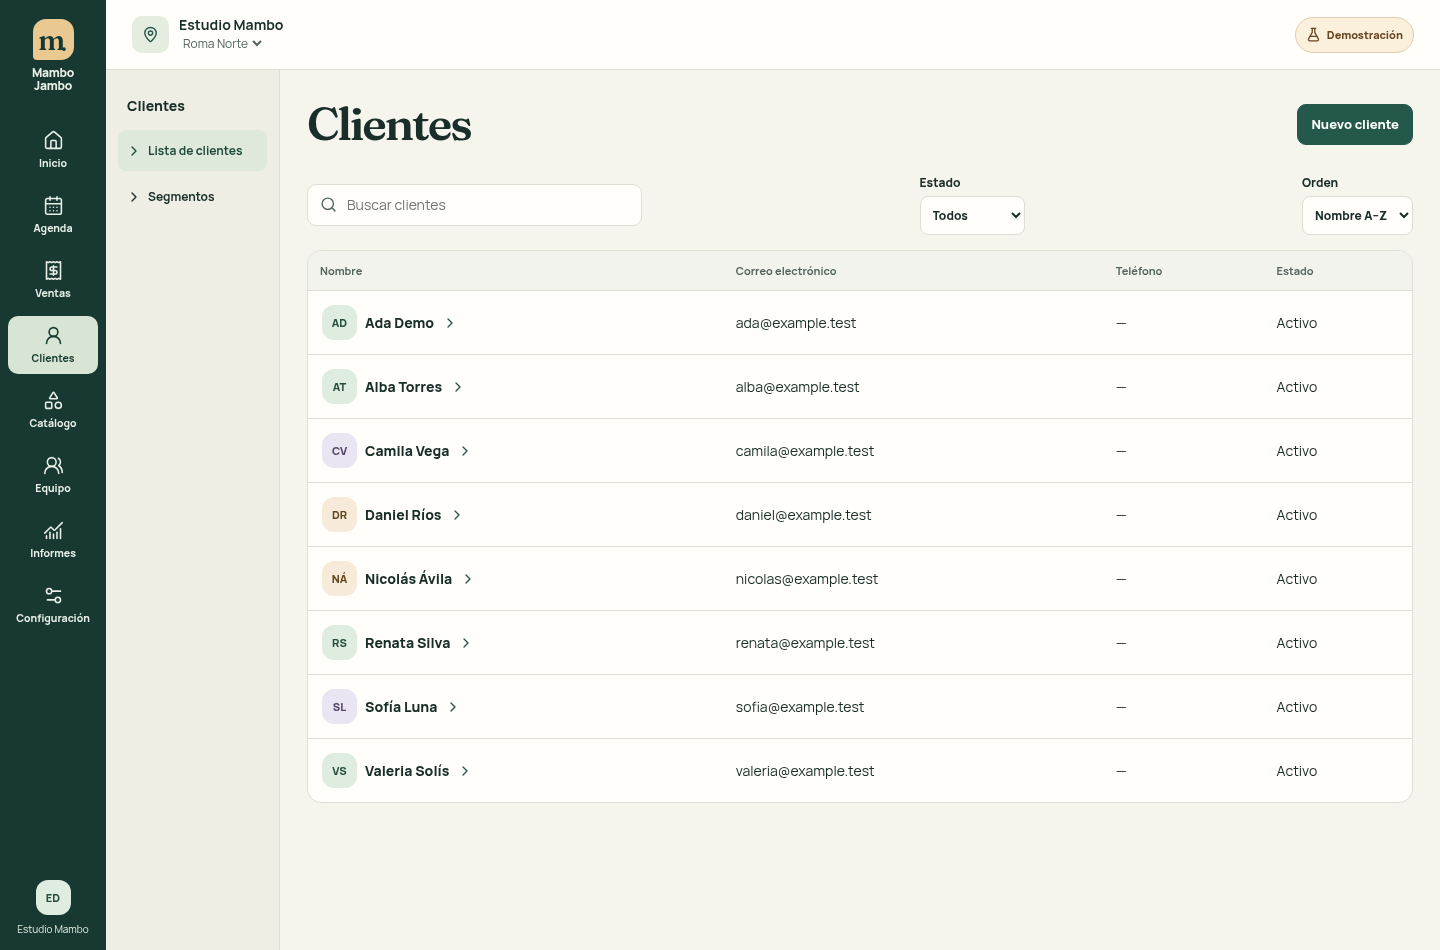 m.
Mambo
Jambo
Inicio
Agenda
Ventas
Clientes
Catálogo
Equipo
Informes
Configuración
ED
Estudio Mambo
Estudio Mambo
Roma Norte
Demostración
Clientes
Lista de clientes
Segmentos
Clientes
Nuevo cliente
Buscar clientes
Estado
Todos
Orden
Nombre A–Z
Nombre Correo electrónico Teléfono Estado
AD Ada Demo ada@example.test — Activo
AT Alba Torres alba@example.test — Activo
CV Camila Vega camila@example.test — Activo
DR Daniel Ríos daniel@example.test — Activo
NÁ Nicolás Ávila nicolas@example.test — Activo
RS Renata Silva renata@example.test — Activo
SL Sofía Luna sofia@example.test — Activo
VS Valeria Solís valeria@example.test — Activo